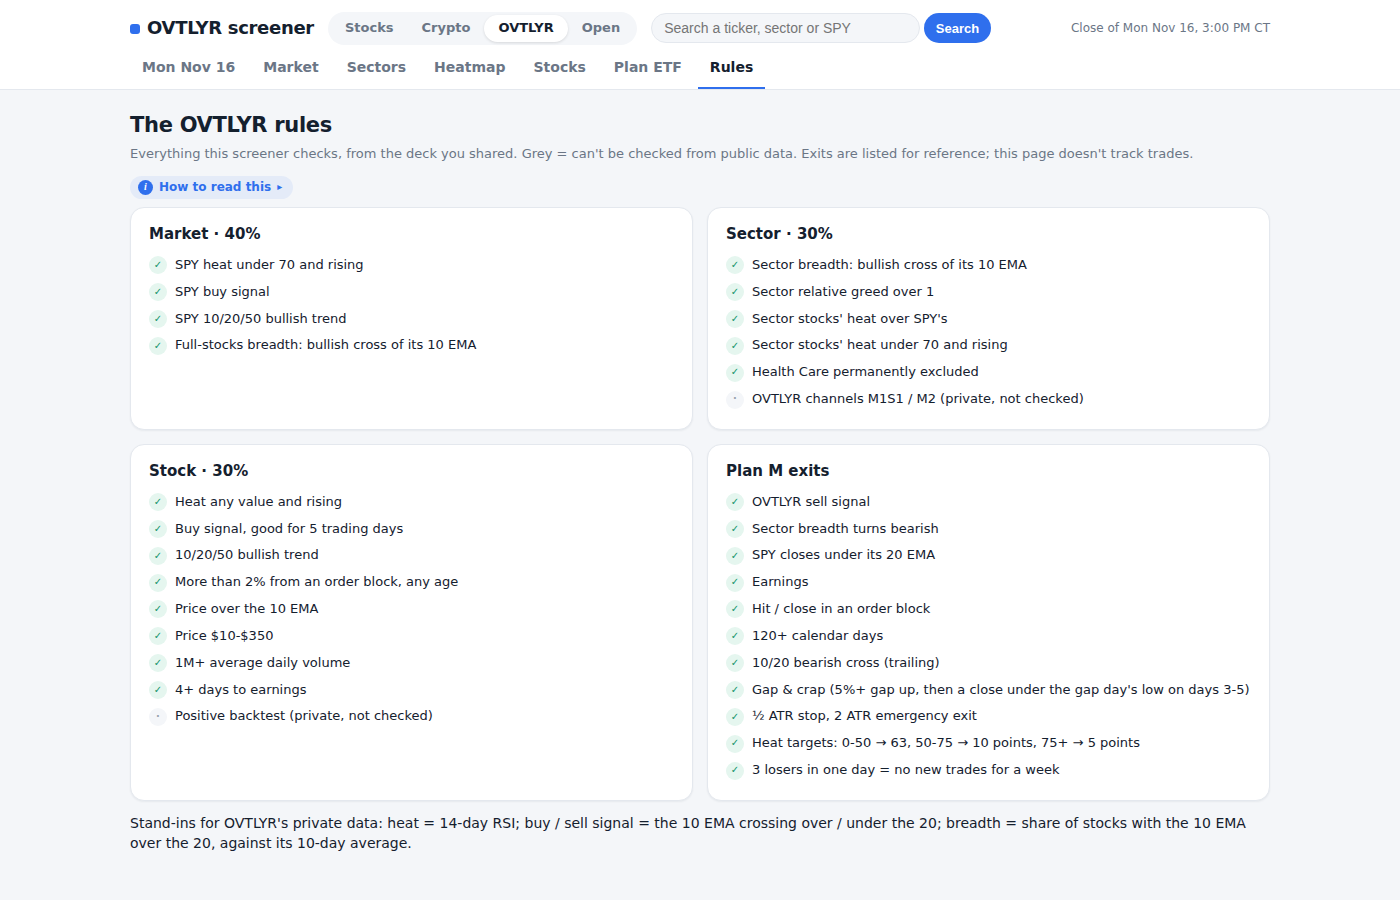 OVTLYR screener
Stocks
Crypto
OVTLYR
Open
Search a ticker, sector or SPY
Search
Close of Mon Nov 16, 3:00 PM CT
Mon Nov 16
Market
Sectors
Heatmap
Stocks
Plan ETF
Rules
The OVTLYR rules
Everything this screener checks, from the deck you shared. Grey = can't be checked from public data. Exits are listed for reference; this page doesn't track trades.
i How to read this ▸
Market · 40%
✓ SPY heat under 70 and rising
✓ SPY buy signal
✓ SPY 10/20/50 bullish trend
✓ Full-stocks breadth: bullish cross of its 10 EMA
Sector · 30%
✓ Sector breadth: bullish cross of its 10 EMA
✓ Sector relative greed over 1
✓ Sector stocks' heat over SPY's
✓ Sector stocks' heat under 70 and rising
✓ Health Care permanently excluded
· OVTLYR channels M1S1 / M2 (private, not checked)
Stock · 30%
✓ Heat any value and rising
✓ Buy signal, good for 5 trading days
✓ 10/20/50 bullish trend
✓ More than 2% from an order block, any age
✓ Price over the 10 EMA
✓ Price $10-$350
✓ 1M+ average daily volume
✓ 4+ days to earnings
· Positive backtest (private, not checked)
Plan M exits
✓ OVTLYR sell signal
✓ Sector breadth turns bearish
✓ SPY closes under its 20 EMA
✓ Earnings
✓ Hit / close in an order block
✓ 120+ calendar days
✓ 10/20 bearish cross (trailing)
✓ Gap & crap (5%+ gap up, then a close under the gap day's low on days 3-5)
✓ ½ ATR stop, 2 ATR emergency exit
✓ Heat targets: 0-50 → 63, 50-75 → 10 points, 75+ → 5 points
✓ 3 losers in one day = no new trades for a week
Stand-ins for OVTLYR's private data: heat = 14-day RSI; buy / sell signal = the 10 EMA crossing over / under the 20; breadth = share of stocks with the 10 EMA
over the 20, against its 10-day average.